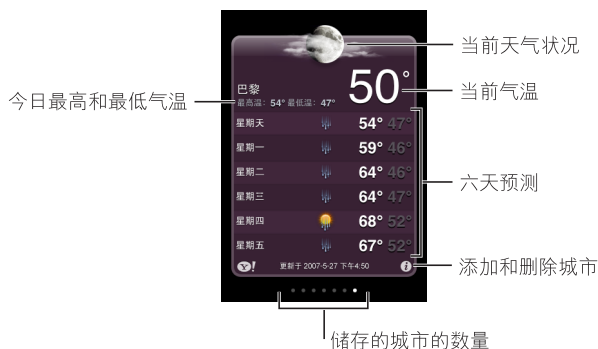 当前天气状况
50°
当前气温
巴黎
最高温: 54° 最低温: 47°
今日最高和最低气温
星期天 54° 47°
星期一 59° 46°
星期二 64° 46°
六天预测
星期三 64° 47°
星期四 68° 52°
星期五 67° 52°
Y! 更新于 2007-5-27 下午4:50 i
添加和删除城市
储存的城市的数量